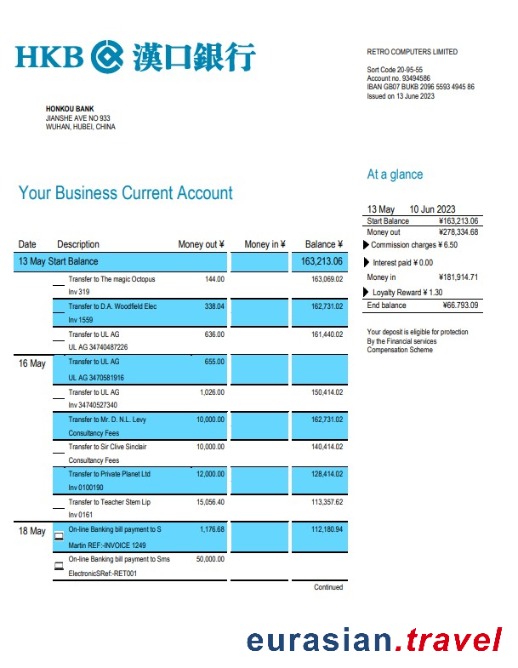 HKB 漢口銀行
RETRO COMPUTERS LIMITED
Sort Code 20-95-55
Account no. 93494586
IBAN GB07 BUKB 2096 5593 4945 86
Issued on 13 June 2023
HONKOU BANK
JIANSHE AVE NO 933
WUHAN, HUBEI, CHINA
At a glance
13 May 10 Jun 2023
Start Balance ¥163,213.06
Money out ¥278,334.68
Commission charges ¥ 6.50
Interest paid ¥ 0.00
Money in ¥181,914.71
Loyalty Reward ¥ 1.30
End balance ¥66.793.09
Your deposit is eligible for protection
By the Financial services
Compensation Scheme
Your Business Current Account
Date Description Money out ¥ Money in ¥ Balance ¥
13 May Start Balance 163,213.06
Transfer to The magic Octopus 144.00 163,069.02
Inv 319
Transfer to D.A. Woodfield Elec 338.04 162,731.02
Inv 1559
Transfer to UL AG 636.00 161,440.02
UL AG 34740487226
16 May Transfer to UL AG 655.00
UL AG 3470581916
Transfer to UL AG 1,026.00 150,414.02
Inv 34740527340
Transfer to Mr. D. N.L. Levy 10,000.00 162,731.02
Consultancy Fees
Transfer to Sir Clive Sinclair 10,000.00 140,414.02
Consultancy Fees
Transfer to Private Planet Ltd 12,000.00 128,414.02
Inv 0100190
Transfer to Teacher Stem Lip 15,056.40 113,357.62
Inv 0161
18 May On-line Banking bill payment to S 1,176.68 112,180.94
Martin REF:-INVOICE 1249
On-line Banking bill payment to Sms 50,000.00
ElectronicSRef:-RET001
Continued
eurasian.travel